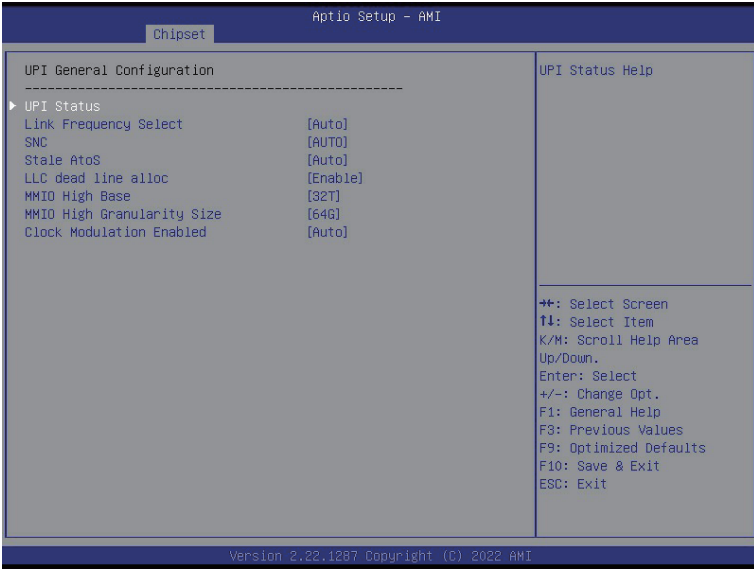 Aptio Setup – AMI
Chipset
UPI General Configuration
------------------------------------------------
▶ UPI Status
Link Frequency Select [Auto]
SNC [AUTO]
Stale AtoS [Auto]
LLC dead line alloc [Enable]
MMIO High Base [32T]
MMIO High Granularity Size [64G]
Clock Modulation Enabled [Auto]
UPI Status Help
→←: Select Screen
↑↓: Select Item
K/M: Scroll Help Area
Up/Down.
Enter: Select
+/-: Change Opt.
F1: General Help
F3: Previous Values
F9: Optimized Defaults
F10: Save & Exit
ESC: Exit
Version 2.22.1287 Copyright (C) 2022 AMI